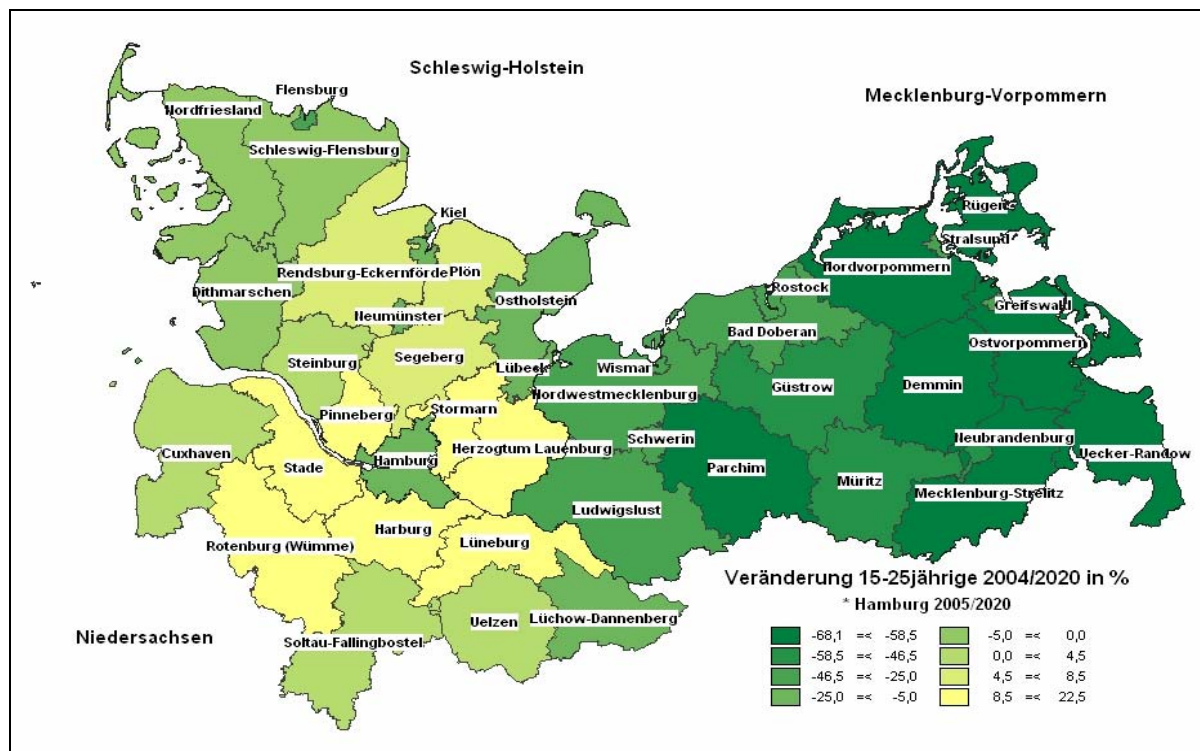 Schleswig-Holstein
Mecklenburg-Vorpommern
Flensburg
Nordfriesland
Schleswig-Flensburg
Kiel
Rügen
Stralsund
Rendsburg-Eckernförde
Plön
Nordvorpommern
Dithmarschen
Ostholstein
Rostock
Greifswald
Neumünster
Bad Doberan
Ostvorpommern
Steinburg
Segeberg
Lübeck
Wismar
Güstrow
Demmin
Nordwestmecklenburg
Pinneberg
Stormarn
Schwerin
Neubrandenburg
Cuxhaven
Stade
Hamburg
Herzogtum Lauenburg
Parchim
Müritz
Uecker-Randow
Mecklenburg-Strelitz
Ludwigslust
Harburg
Lüneburg
Rotenburg (Wümme)
Niedersachsen
Soltau-Fallingbostel
Uelzen
Lüchow-Dannenberg
Veränderung 15-25jährige 2004/2020 in %
* Hamburg 2005/2020
-68,1 =< -58,5
-58,5 =< -46,5
-46,5 =< -25,0
-25,0 =< -5,0
-5,0 =< 0,0
0,0 =< 4,5
4,5 =< 8,5
8,5 =< 22,5